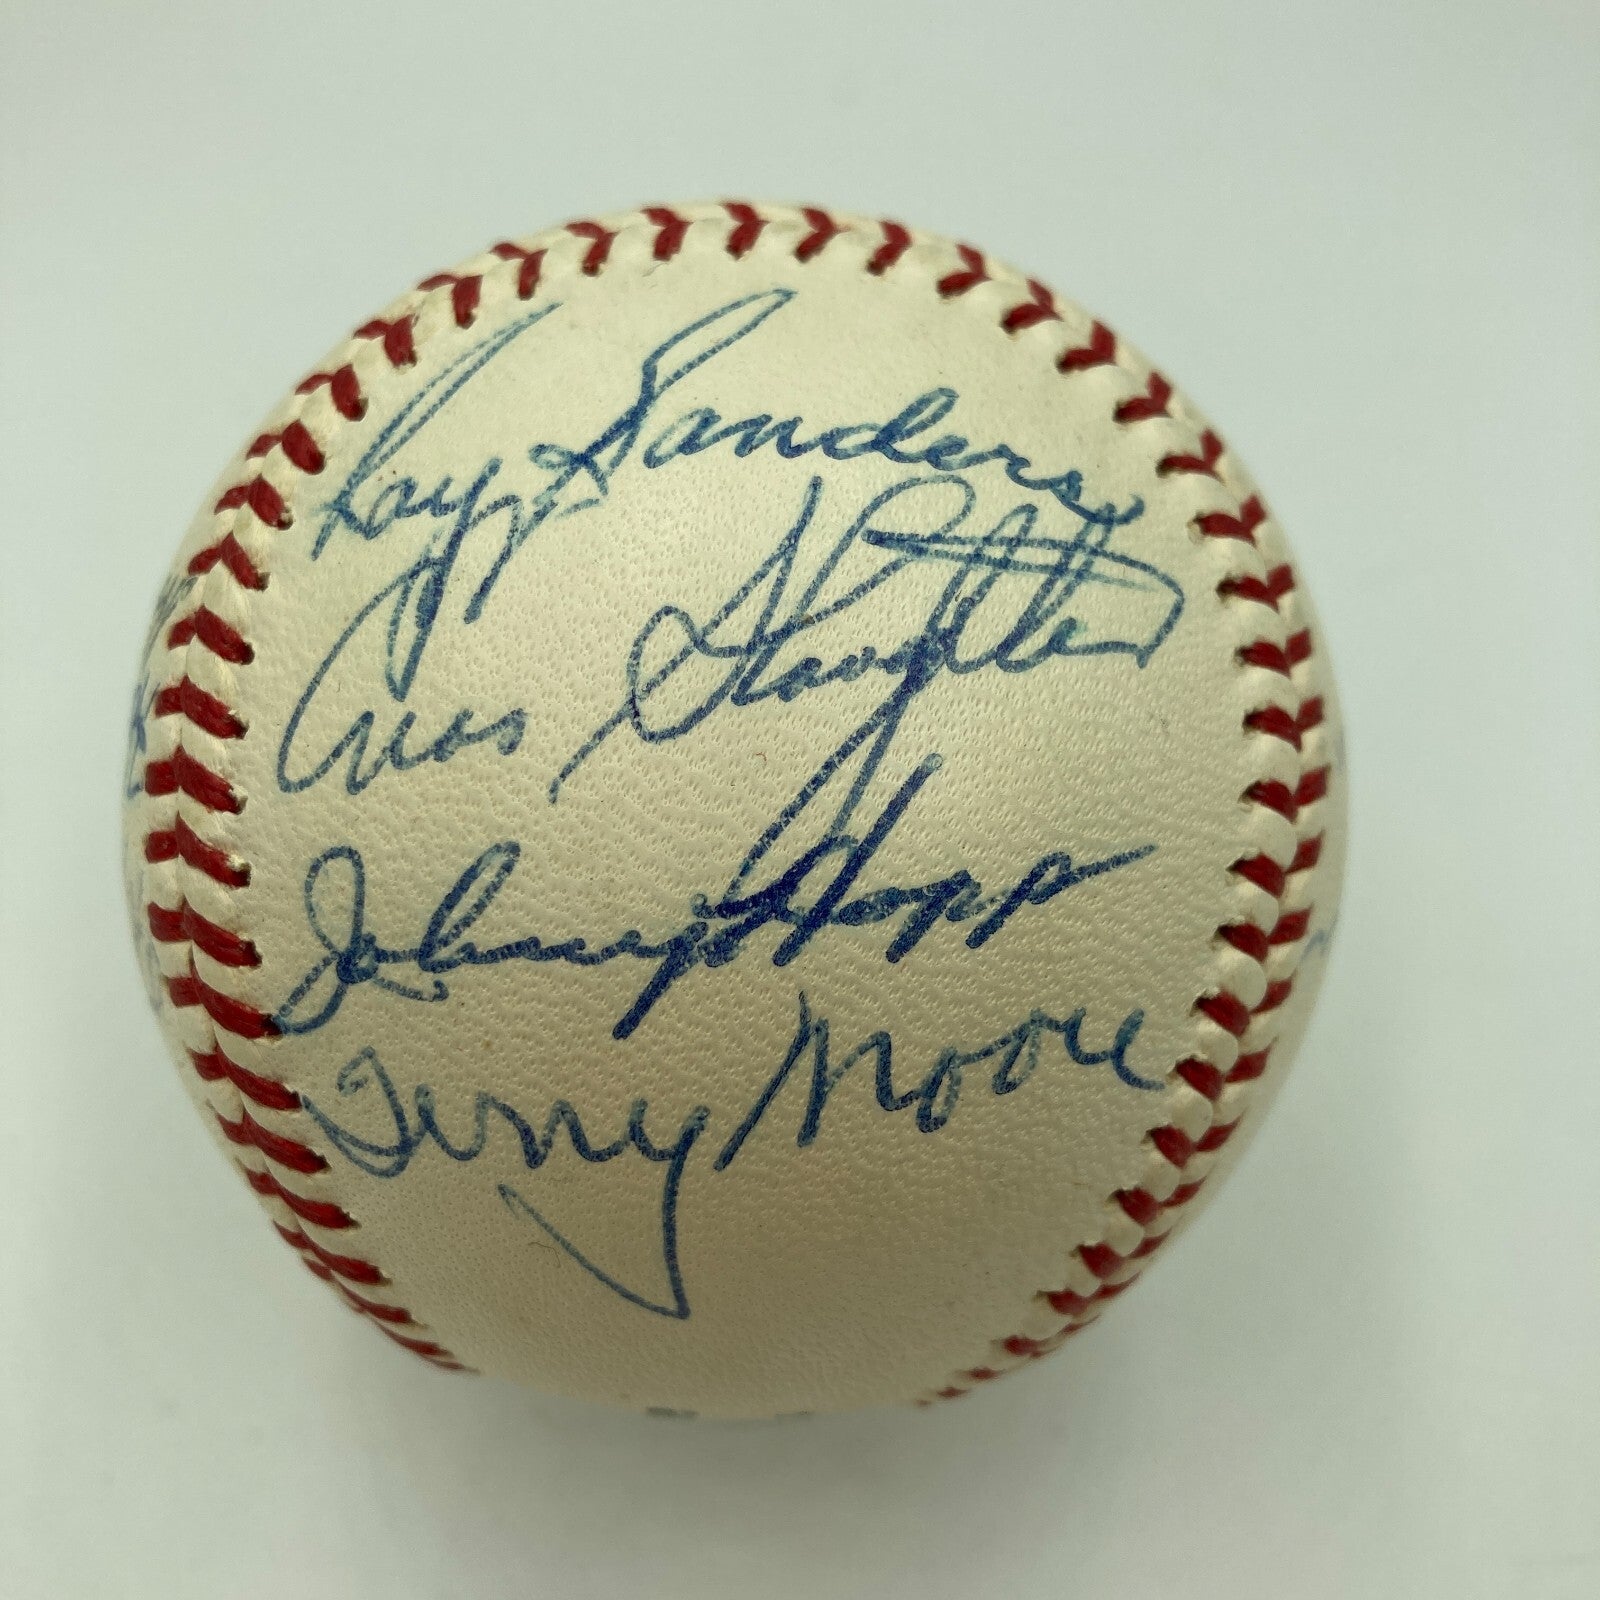 Ray Sanders
Enos Slaughter
Johnny Hopp
Terry Moore